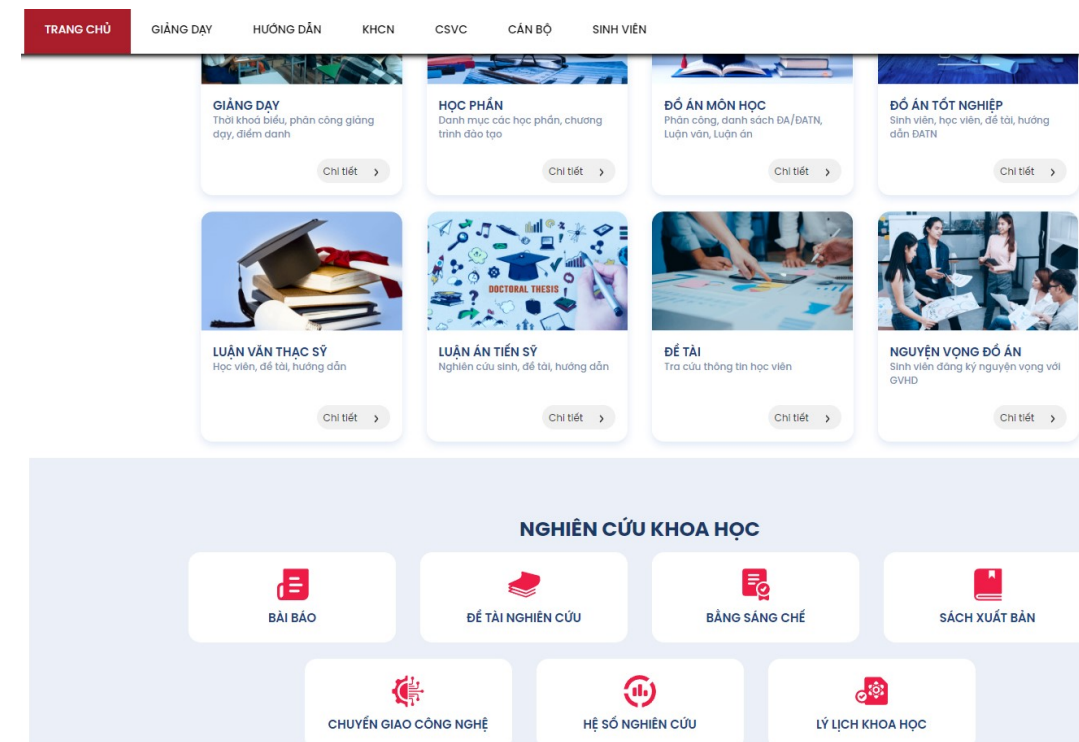 TRANG CHỦ GIẢNG DẠY HƯỚNG DẪN KHCN CSVC CÁN BỘ SINH VIÊN
GIẢNG DẠY
Thời khoá biểu, phân công giảng
dạy, điểm danh
Chi tiết
HỌC PHẦN
Danh mục các học phần, chương
trình đào tạo
Chi tiết
ĐỒ ÁN MÔN HỌC
Phân công, danh sách ĐA/ĐATN,
Luận văn, Luận án
Chi tiết
ĐỒ ÁN TỐT NGHIỆP
Sinh viên, học viên, đề tài, hướng
dẫn ĐATN
Chi tiết
LUẬN VĂN THẠC SỸ
Học viên, đề tài, hướng dẫn
Chi tiết
DOCTORAL THESIS
LUẬN ÁN TIẾN SỸ
Nghiên cứu sinh, đề tài, hướng dẫn
Chi tiết
ĐỀ TÀI
Tra cứu thông tin học viên
Chi tiết
NGUYỆN VỌNG ĐỒ ÁN
Sinh viên đăng ký nguyện vọng với
GVHD
Chi tiết
NGHIÊN CỨU KHOA HỌC
BÀI BÁO
ĐỀ TÀI NGHIÊN CỨU
BẰNG SÁNG CHẾ
SÁCH XUẤT BẢN
CHUYỂN GIAO CÔNG NGHỆ
HỆ SỐ NGHIÊN CỨU
LÝ LỊCH KHOA HỌC